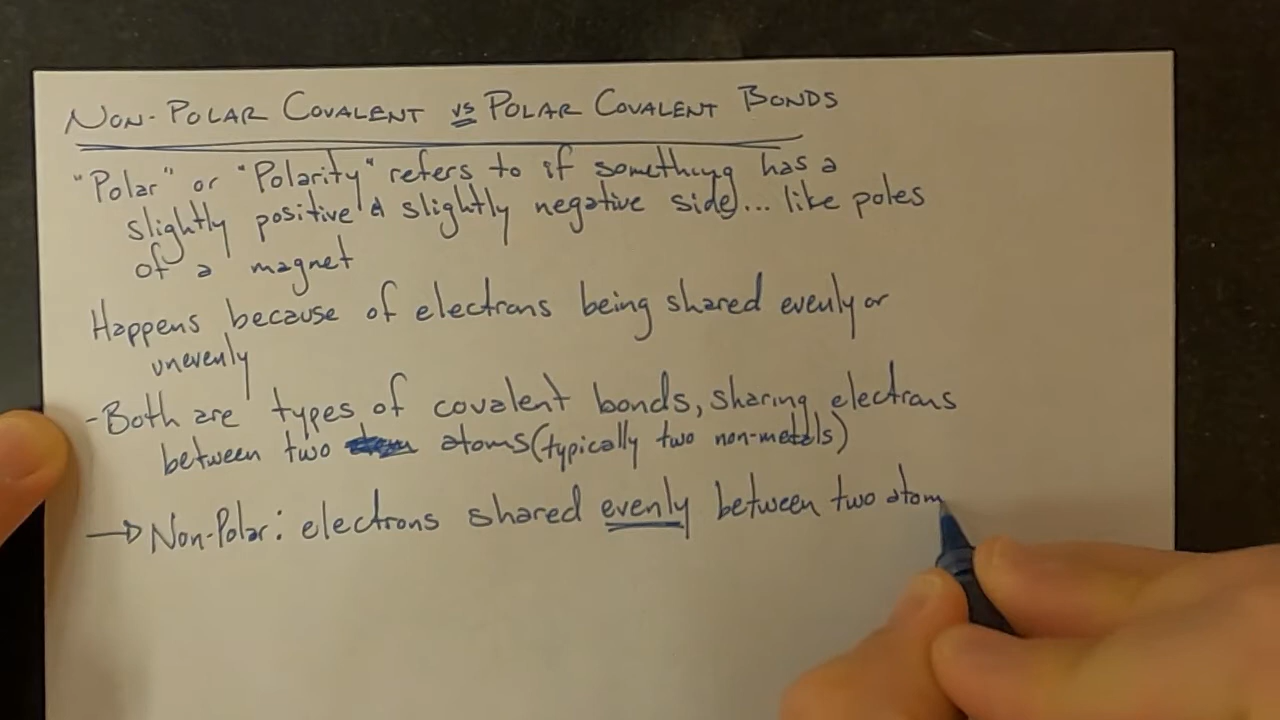 NON-POLAR COVALENT vs POLAR COVALENT BONDS
"Polar" or "Polarity" refers to if something has a
slightly positive & slightly negative side... like poles
of a magnet
Happens because of electrons being shared evenly or
unevenly
-Both are types of covalent bonds, sharing electrons
between two atoms (typically two non-metals)
→ Non-Polar: electrons shared evenly between two atom